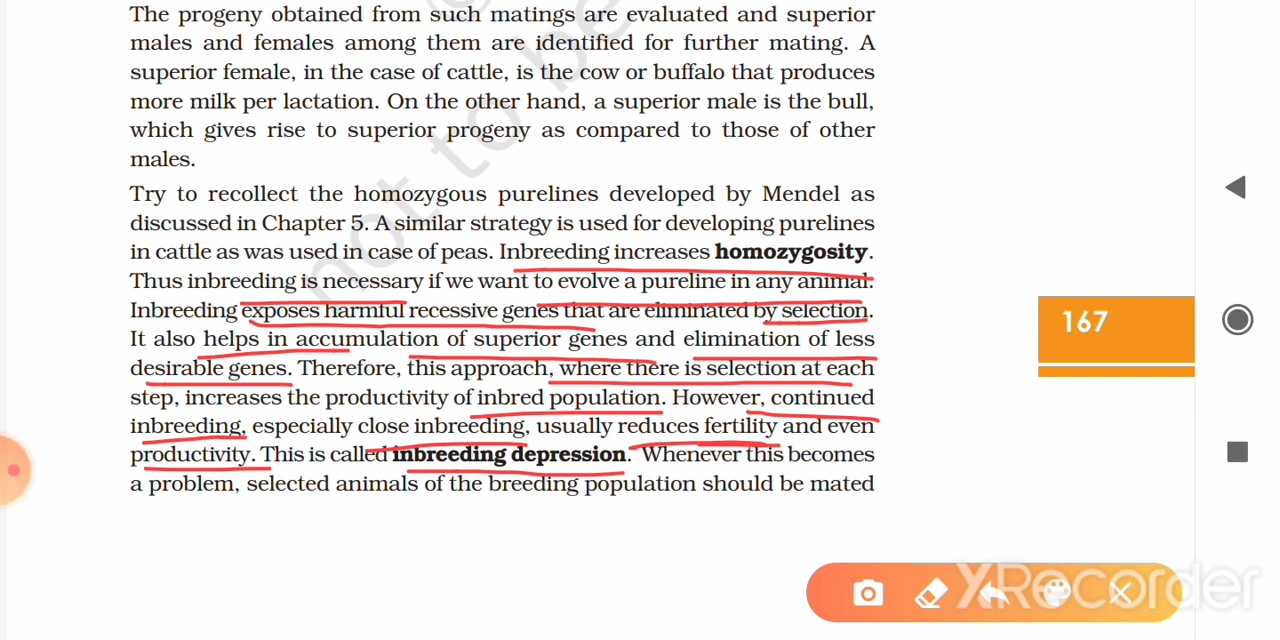 The progeny obtained from such matings are evaluated and superior
males and females among them are identified for further mating. A
superior female, in the case of cattle, is the cow or buffalo that produces
more milk per lactation. On the other hand, a superior male is the bull,
which gives rise to superior progeny as compared to those of other
males.
Try to recollect the homozygous purelines developed by Mendel as
discussed in Chapter 5. A similar strategy is used for developing purelines
in cattle as was used in case of peas. Inbreeding increases homozygosity.
Thus inbreeding is necessary if we want to evolve a pureline in any animal.
Inbreeding exposes harmful recessive genes that are eliminated by selection.
It also helps in accumulation of superior genes and elimination of less
desirable genes. Therefore, this approach, where there is selection at each
step, increases the productivity of inbred population. However, continued
inbreeding, especially close inbreeding, usually reduces fertility and even
productivity. This is called inbreeding depression. Whenever this becomes
a problem, selected animals of the breeding population should be mated
not to be
167
XRecorder